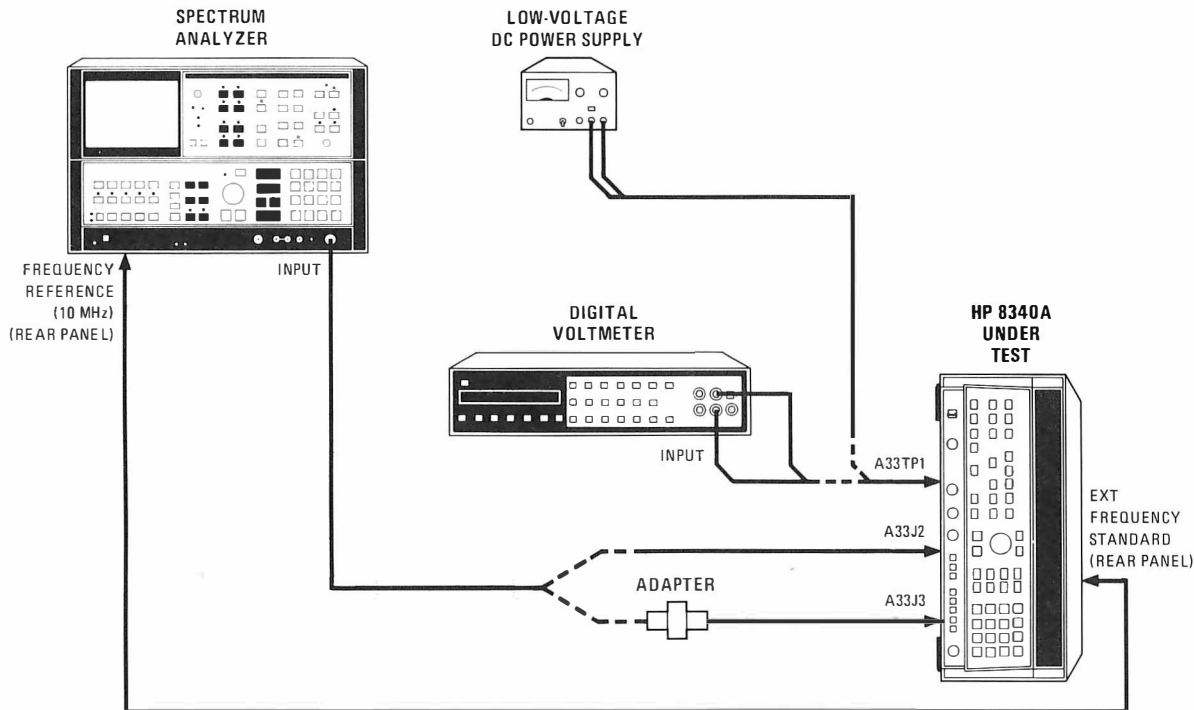 SPECTRUM
ANALYZER
LOW-VOLTAGE
DC POWER SUPPLY
FREQUENCY
REFERENCE
(10 MHz)
(REAR PANEL)
INPUT
DIGITAL
VOLTMETER
INPUT
HP 8340A
UNDER
TEST
A33TP1
A33J2
ADAPTER
A33J3
EXT
FREQUENCY
STANDARD
(REAR PANEL)